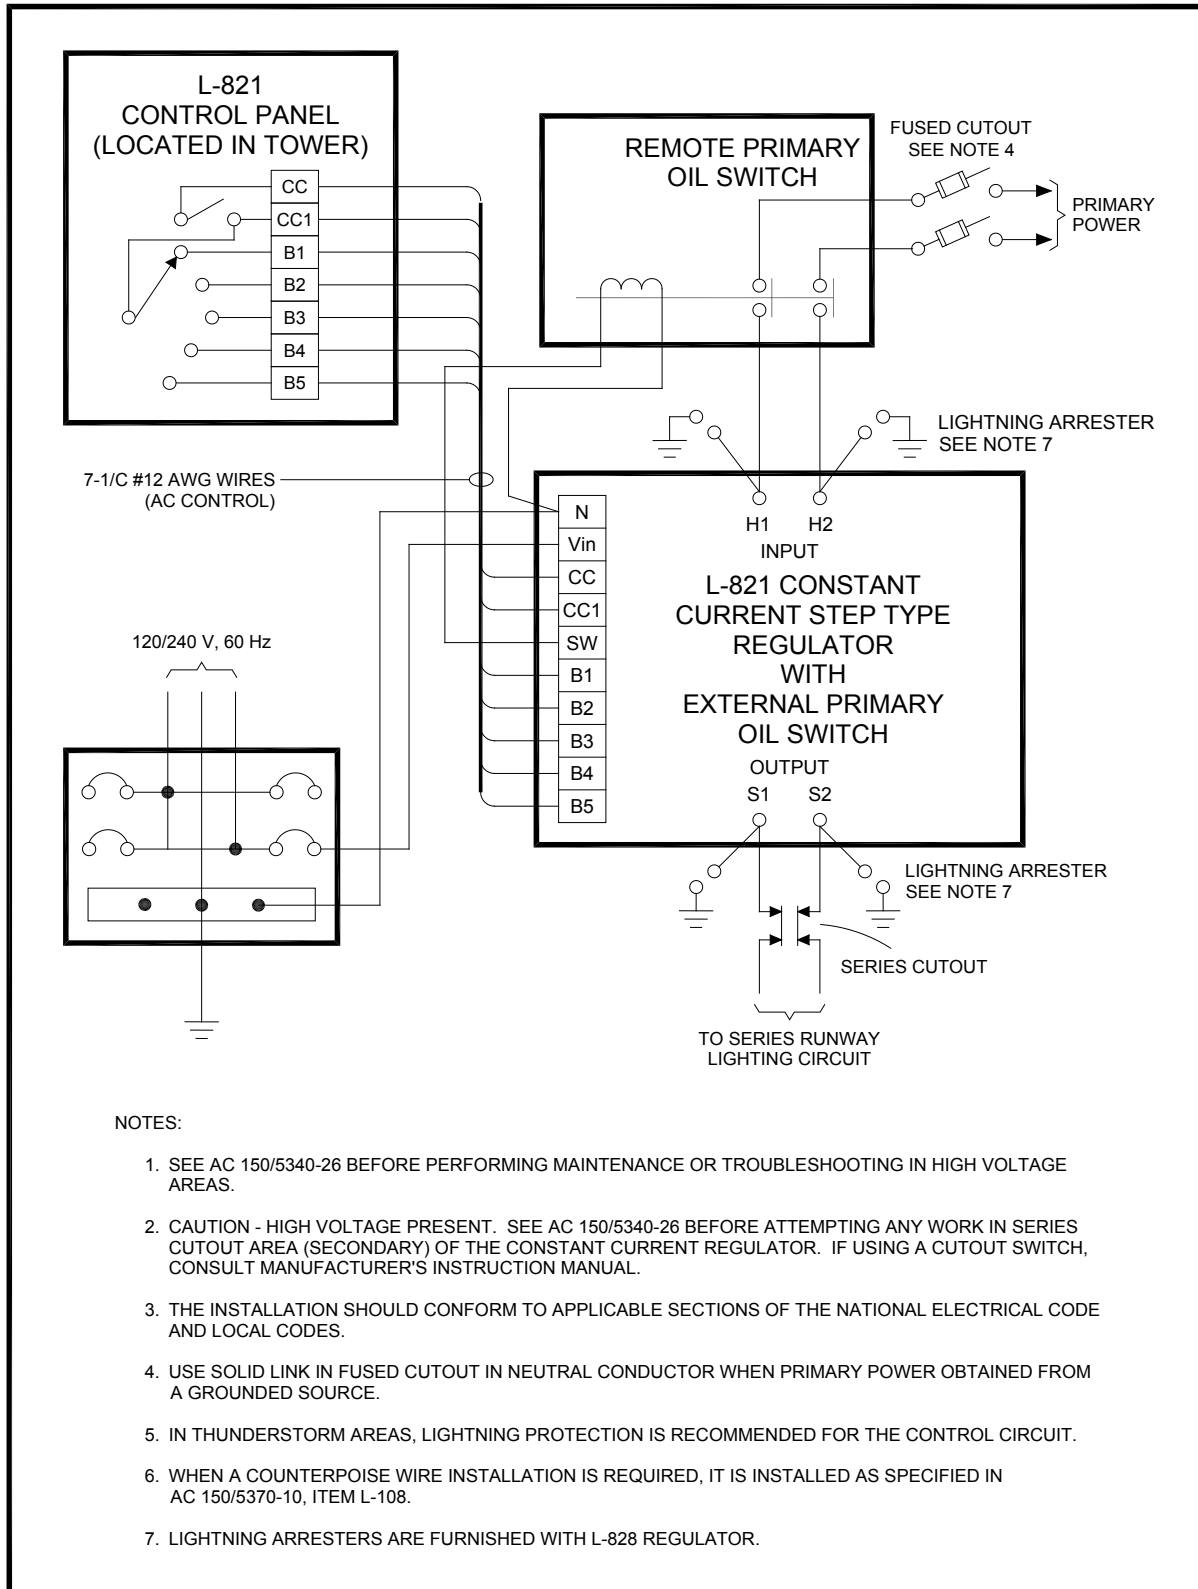 L-821
CONTROL PANEL
(LOCATED IN TOWER)
CC
CC1
B1
B2
B3
B4
B5
REMOTE PRIMARY
OIL SWITCH
FUSED CUTOUT
SEE NOTE 4
PRIMARY
POWER
LIGHTNING ARRESTER
SEE NOTE 7
7-1/C #12 AWG WIRES
(AC CONTROL)
N
Vin
CC
CC1
SW
B1
B2
B3
B4
B5
H1 H2
INPUT
L-821 CONSTANT
CURRENT STEP TYPE
REGULATOR
WITH
EXTERNAL PRIMARY
OIL SWITCH
OUTPUT
S1 S2
120/240 V, 60 Hz
LIGHTNING ARRESTER
SEE NOTE 7
SERIES CUTOUT
TO SERIES RUNWAY
LIGHTING CIRCUIT
NOTES:
1. SEE AC 150/5340-26 BEFORE PERFORMING MAINTENANCE OR TROUBLESHOOTING IN HIGH VOLTAGE
AREAS.
2. CAUTION - HIGH VOLTAGE PRESENT. SEE AC 150/5340-26 BEFORE ATTEMPTING ANY WORK IN SERIES
CUTOUT AREA (SECONDARY) OF THE CONSTANT CURRENT REGULATOR. IF USING A CUTOUT SWITCH,
CONSULT MANUFACTURER'S INSTRUCTION MANUAL.
3. THE INSTALLATION SHOULD CONFORM TO APPLICABLE SECTIONS OF THE NATIONAL ELECTRICAL CODE
AND LOCAL CODES.
4. USE SOLID LINK IN FUSED CUTOUT IN NEUTRAL CONDUCTOR WHEN PRIMARY POWER OBTAINED FROM
A GROUNDED SOURCE.
5. IN THUNDERSTORM AREAS, LIGHTNING PROTECTION IS RECOMMENDED FOR THE CONTROL CIRCUIT.
6. WHEN A COUNTERPOISE WIRE INSTALLATION IS REQUIRED, IT IS INSTALLED AS SPECIFIED IN
AC 150/5370-10, ITEM L-108.
7. LIGHTNING ARRESTERS ARE FURNISHED WITH L-828 REGULATOR.